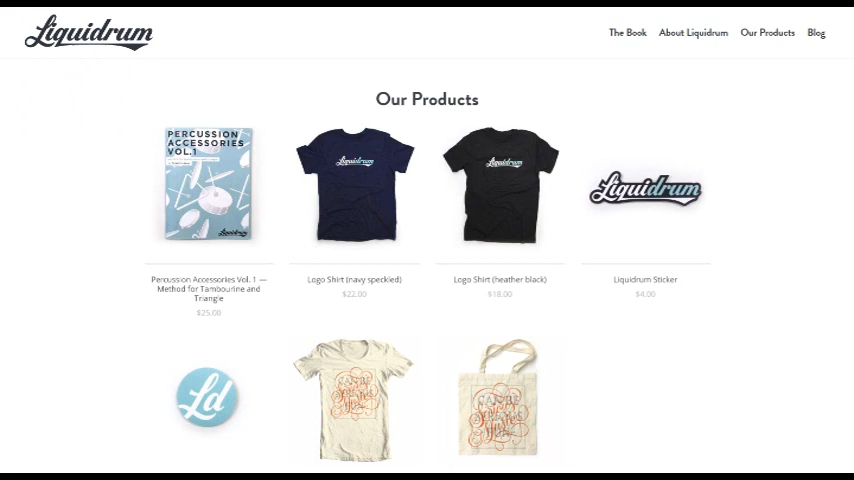 Liquidrum
The Book
About Liquidrum
Our Products
Blog
Our Products
PERCUSSION
ACCESSORIES
VOL.1
Liquidrum
Liquidrum
Liquidrum
Liquidrum
Percussion Accessories Vol. 1 —
Method for Tambourine and
Triangle
$25.00
Logo Shirt (navy speckled)
$22.00
Logo Shirt (heather black)
$18.00
Liquidrum Sticker
$4.00
Ld